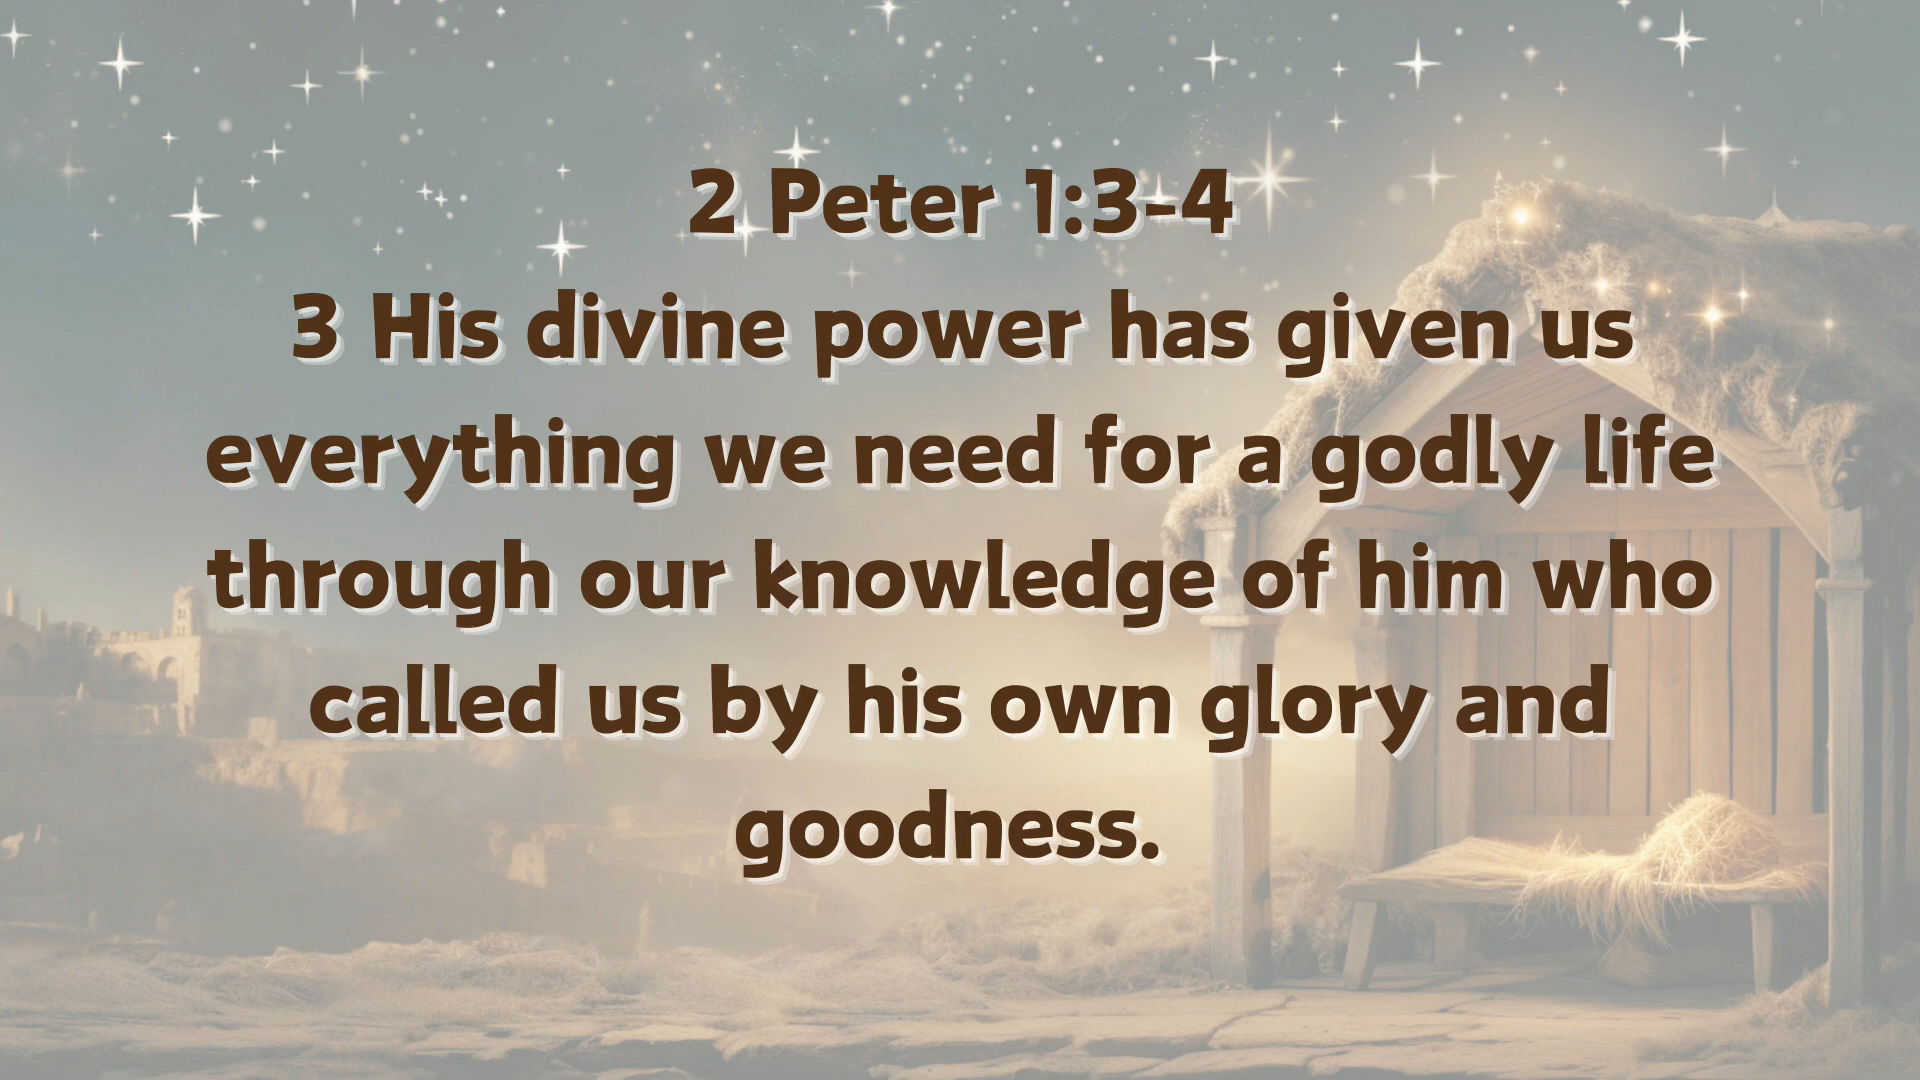 2 Peter 1:3-4
3 His divine power has given us
everything we need for a godly life
through our knowledge of him who
called us by his own glory and
goodness.